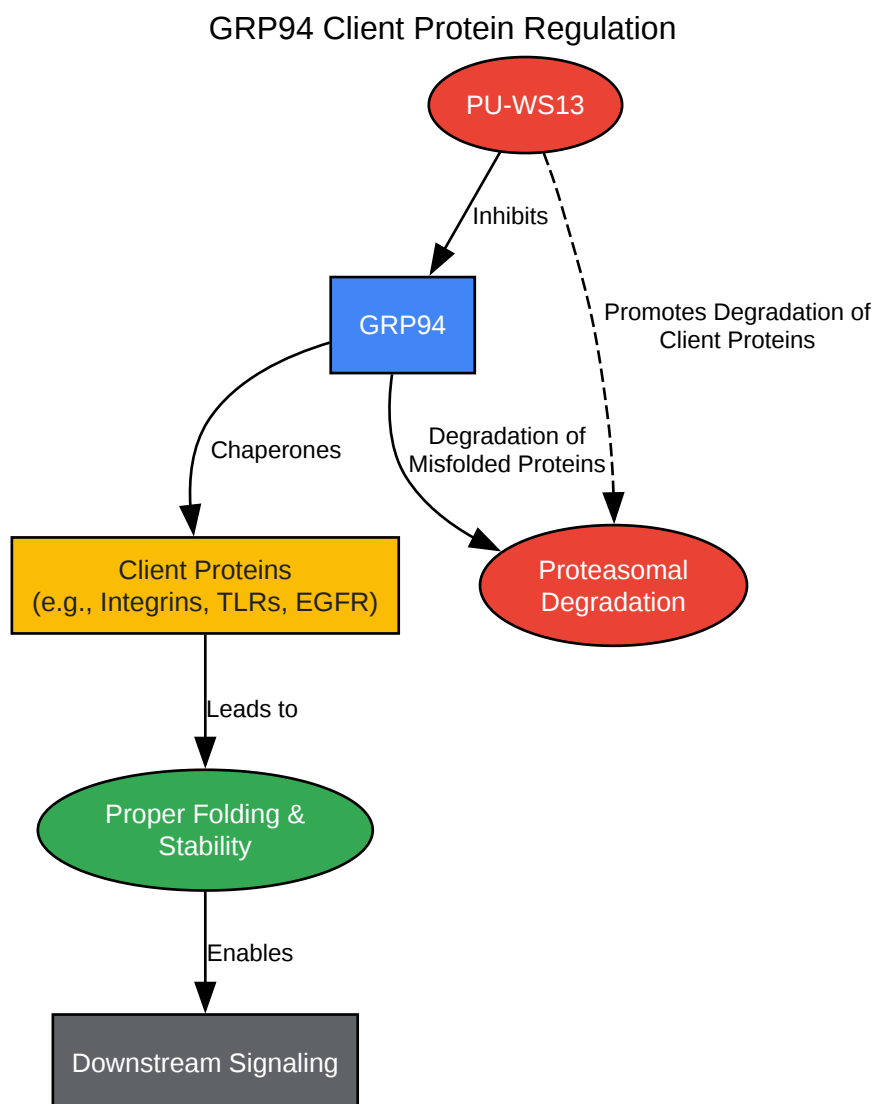 GRP94 Client Protein Regulation
PU-WS13
Inhibits
GRP94
Promotes Degradation of
Client Proteins
Chaperones
Degradation of
Misfolded Proteins
Client Proteins
(e.g., Integrins, TLRs, EGFR)
Proteasomal
Degradation
Leads to
Proper Folding &
Stability
Enables
Downstream Signaling